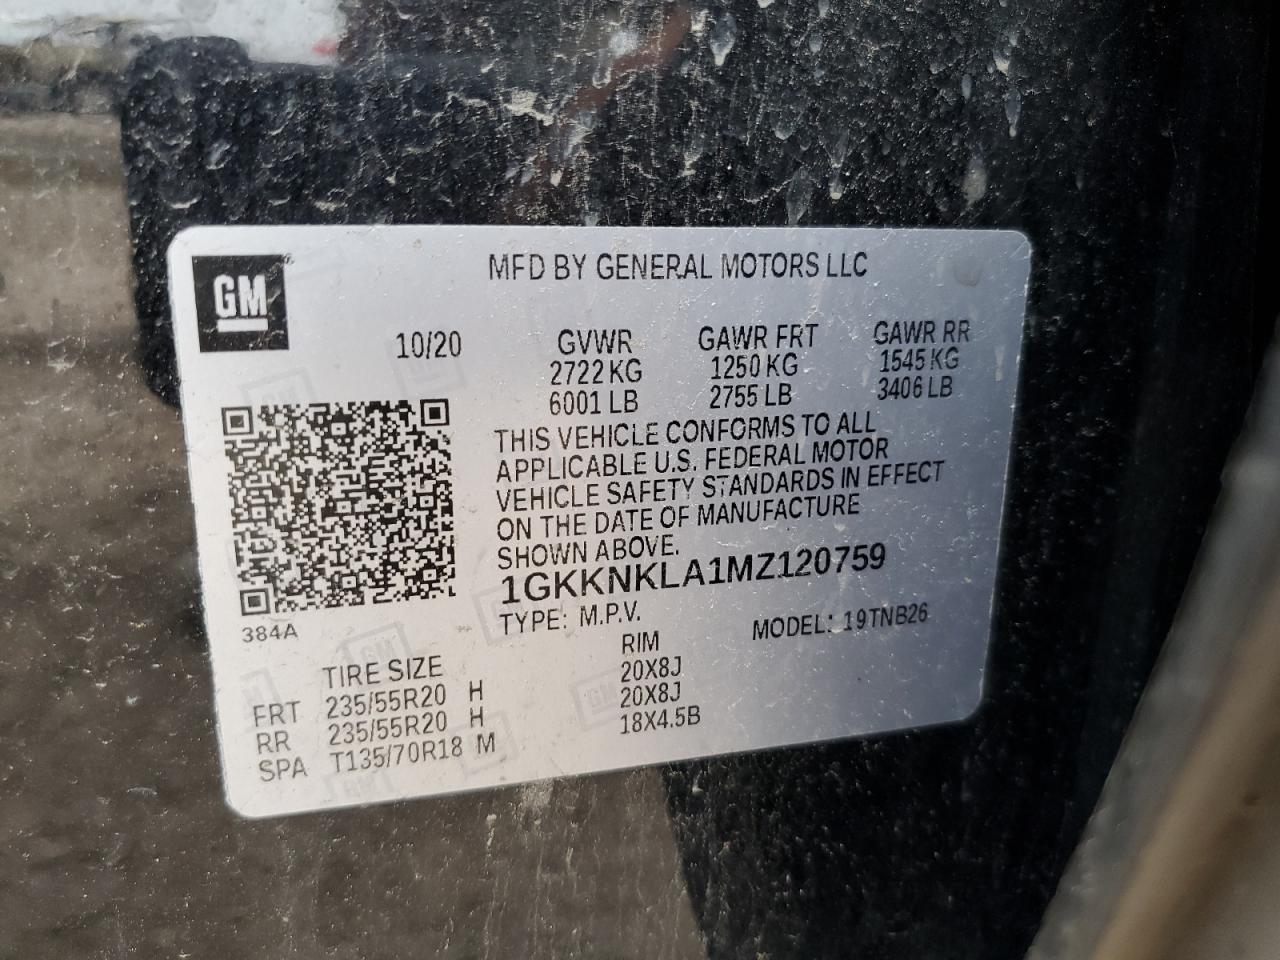 GM
MFD BY GENERAL MOTORS LLC
10/20 GVWR GAWR FRT GAWR RR
2722 KG 1250 KG 1545 KG
6001 LB 2755 LB 3406 LB
THIS VEHICLE CONFORMS TO ALL
APPLICABLE U.S. FEDERAL MOTOR
VEHICLE SAFETY STANDARDS IN EFFECT
ON THE DATE OF MANUFACTURE
SHOWN ABOVE.
1GKKNKLA1MZ120759
384A
TYPE: M.P.V. MODEL: 19TNB26
TIRE SIZE RIM
FRT 235/55R20 H 20X8J
RR 235/55R20 H 20X8J
SPA T135/70R18 M 18X4.5B